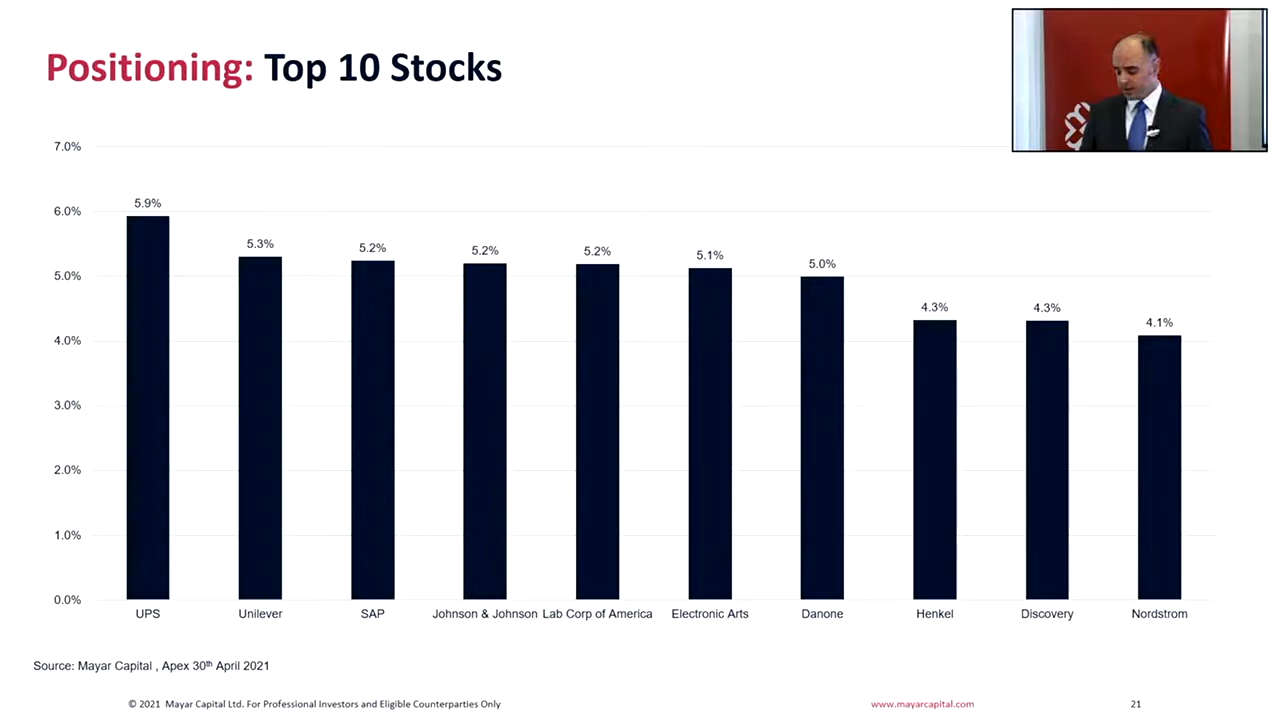 Positioning: Top 10 Stocks
7.0%
6.0%
5.0%
4.0%
3.0%
2.0%
1.0%
0.0%
5.9%
5.3%
5.2%
5.2%
5.2%
5.1%
5.0%
4.3%
4.3%
4.1%
UPS
Unilever
SAP
Johnson & Johnson
Lab Corp of America
Electronic Arts
Danone
Henkel
Discovery
Nordstrom
Source: Mayar Capital , Apex 30th April 2021
© 2021 Mayar Capital Ltd. For Professional Investors and Eligible Counterparties Only
www.mayarcapital.com
21